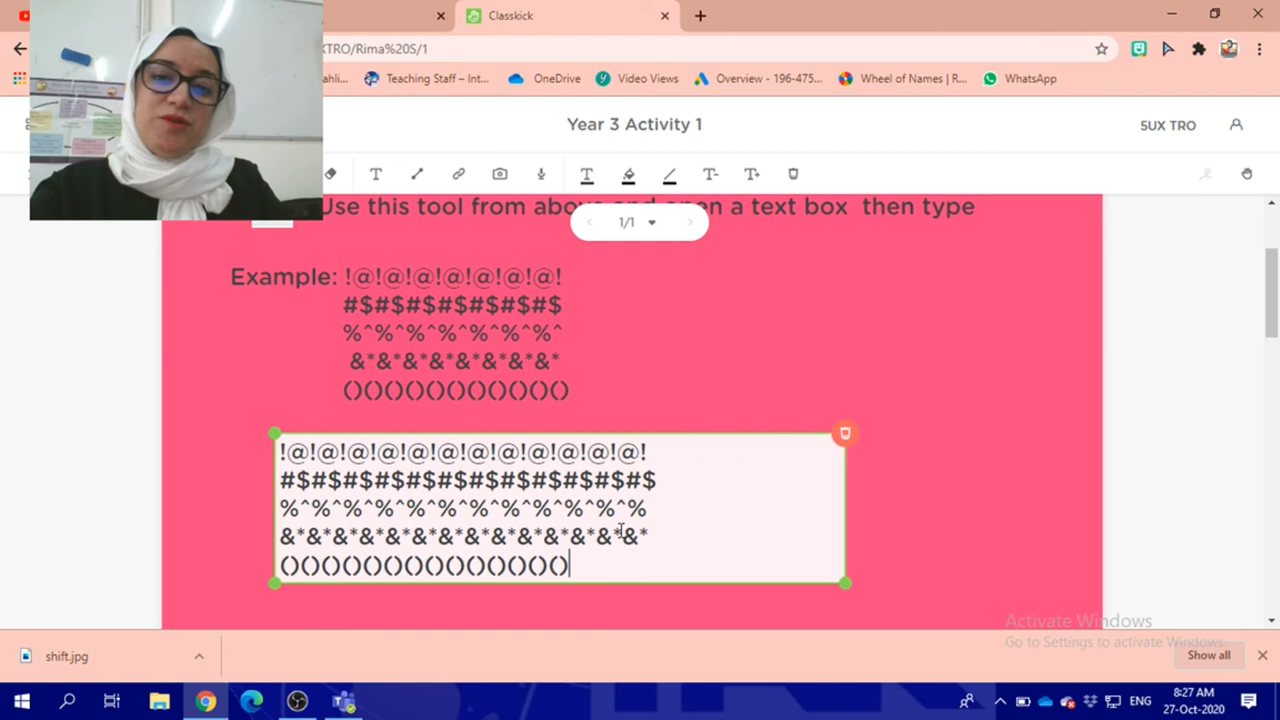 Classkick
XTRO/Rima%20S/1
ahli...
Teaching Staff – Int...
OneDrive
Video Views
Overview - 196-475...
Wheel of Names | R...
WhatsApp
Year 3 Activity 1
5UX TRO
Use this tool from above and open a text box then type
1/1
Example: !@!@!@!@!@!@!@!
#$#$#$#$#$#$#$
%^%^%^%^%^%^%^
&*&*&*&*&*&*&*&*
()()()()()()()()()()()
!@!@!@!@!@!@!@!@!@!@!@!@!
#$#$#$#$#$#$#$#$#$#$#$#$
%^%^%^%^%^%^%^%^%^%^%^%
&*&*&*&*&*&*&*&*&*&*&*&*&*&*
()()()()()()()()()()()()()()
Activate Windows
Go to Settings to activate Windows.
shift.jpg
Show all
ENG
8:27 AM
27-Oct-2020